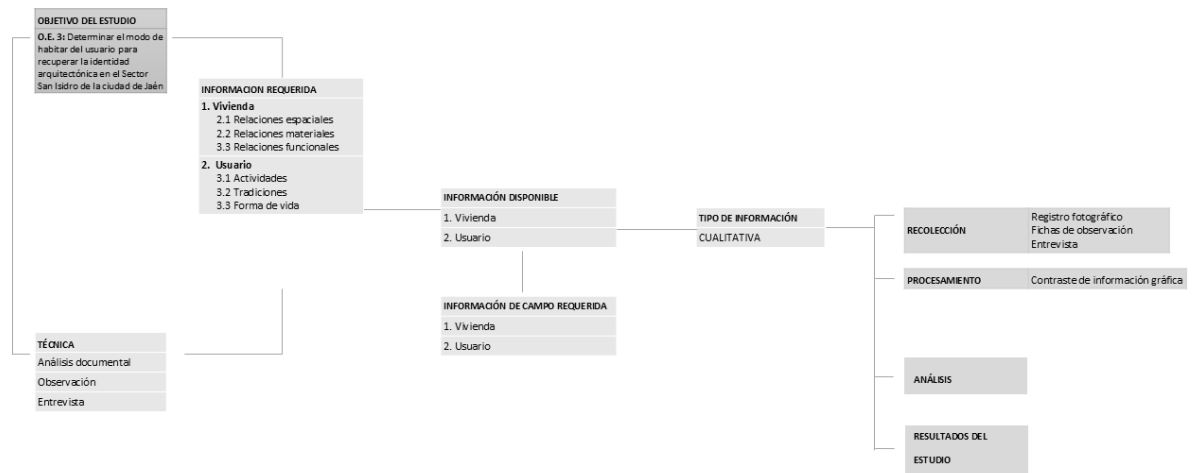 OBJETIVO DEL ESTUDIO
O.E. 3: Determinar el modo de
habitar del usuario para
recuperar la identidad
arquitectónica en el Sector
San Isidro de la ciudad de Jaén
INFORMACION REQUERIDA
1. Vivienda
2.1 Relaciones espaciales
2.2 Relaciones materiales
3.3 Relaciones funcionales
2. Usuario
3.1 Actividades
3.2 Tradiciones
3.3 Forma de vida
TÉCNICA
Análisis documental
Observación
Entrevista
INFORMACIÓN DISPONIBLE
1. Vivienda
2. Usuario
INFORMACIÓN DE CAMPO REQUERIDA
1. Vivienda
2. Usuario
TIPO DE INFORMACIÓN
CUALITATIVA
RECOLECCIÓN
Registro fotográfico
Fichas de observación
Entrevista
PROCESAMIENTO
Contraste de información gráfica
ANÁLISIS
RESULTADOS DEL
ESTUDIO